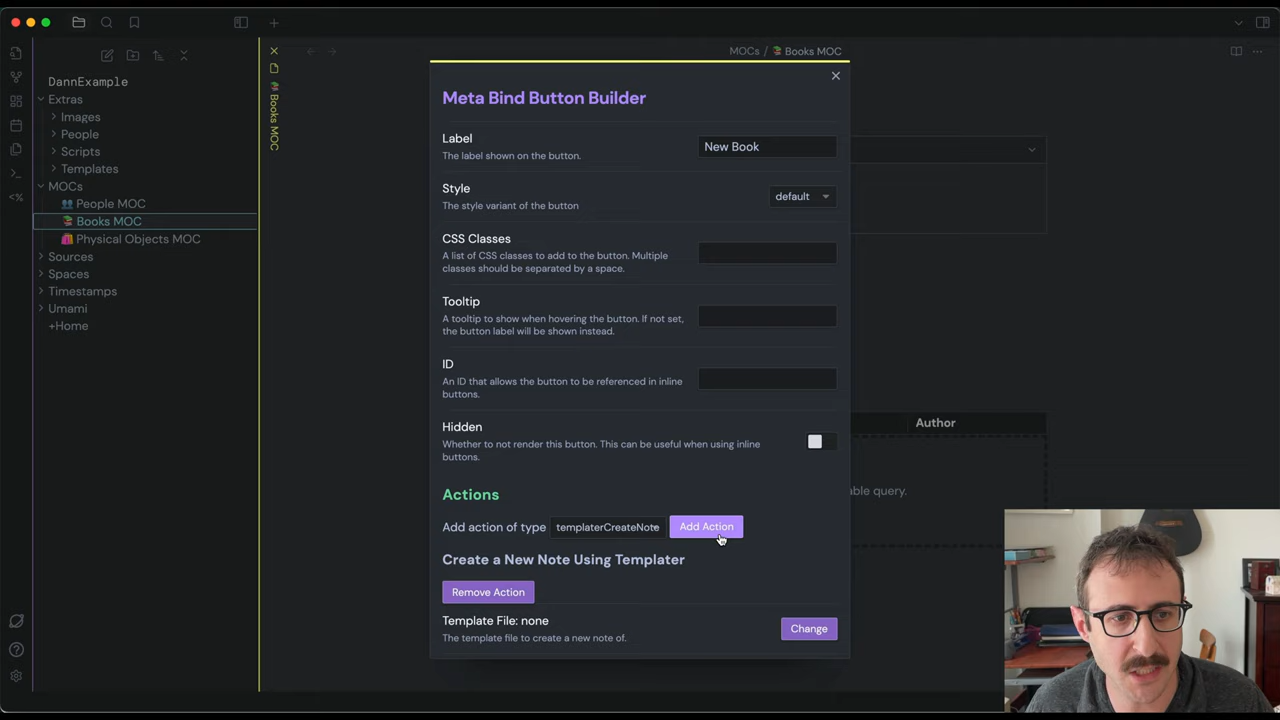 MOCs / Books MOC
DannExample
Extras
Images
People
Scripts
Templates
MOCs
People MOC
Books MOC
Physical Objects MOC
Sources
Spaces
Timestamps
Umami
+Home
Books MOC
Meta Bind Button Builder
Label
The label shown on the button.
New Book
Style
The style variant of the button
default
CSS Classes
A list of CSS classes to add to the button. Multiple
classes should be separated by a space.
Tooltip
A tooltip to show when hovering the button. If not set,
the button label will be shown instead.
ID
An ID that allows the button to be referenced in inline
buttons.
Hidden
Whether to not render this button. This can be useful when using inline
buttons.
Actions
Add action of type templaterCreateNote Add Action
Create a New Note Using Templater
Remove Action
Template File: none
The template file to create a new note of.
Change
Author
able query.